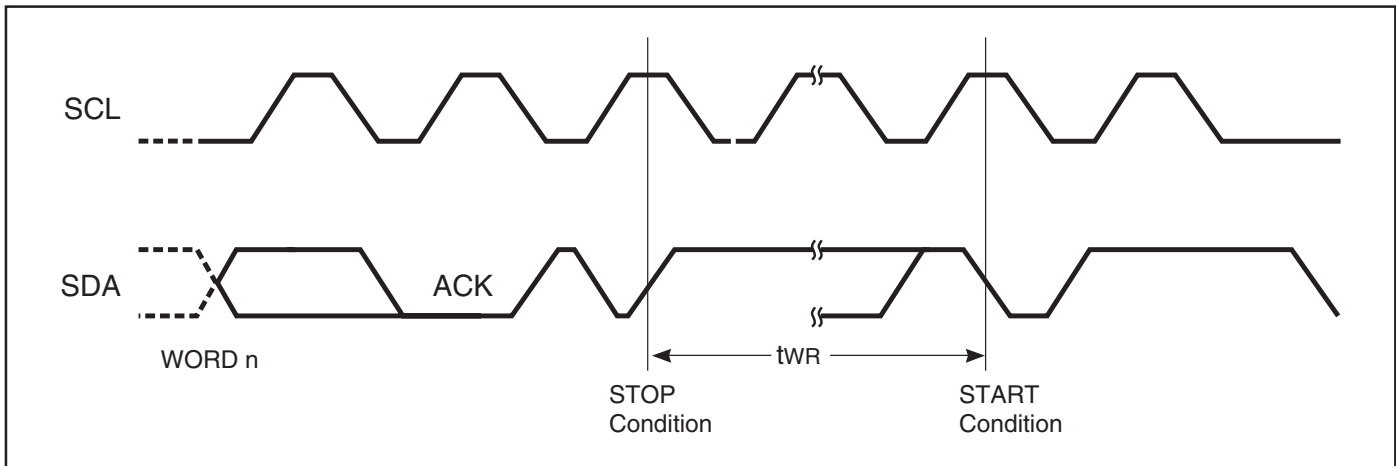 SCL
SDA
ACK
WORD n
tWR
STOP
Condition
START
Condition